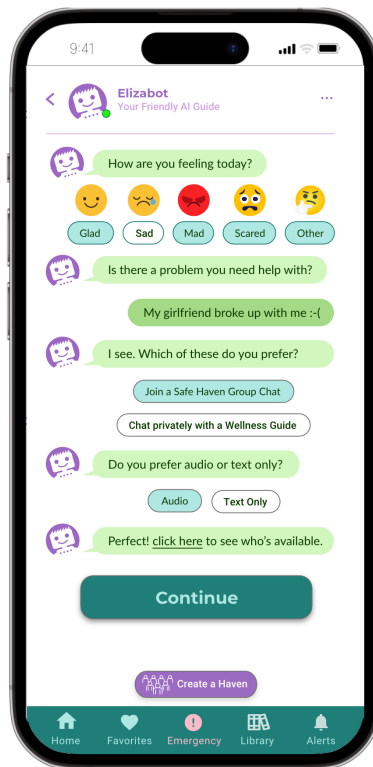 9:41
Elizabot
Your Friendly AI Guide
How are you feeling today?
Glad Sad Mad Scared Other
Is there a problem you need help with?
My girlfriend broke up with me :-(
I see. Which of these do you prefer?
Join a Safe Haven Group Chat
Chat privately with a Wellness Guide
Do you prefer audio or text only?
Audio Text Only
Perfect! click here to see who's available.
Continue
Create a Haven
Home Favorites Emergency Library Alerts